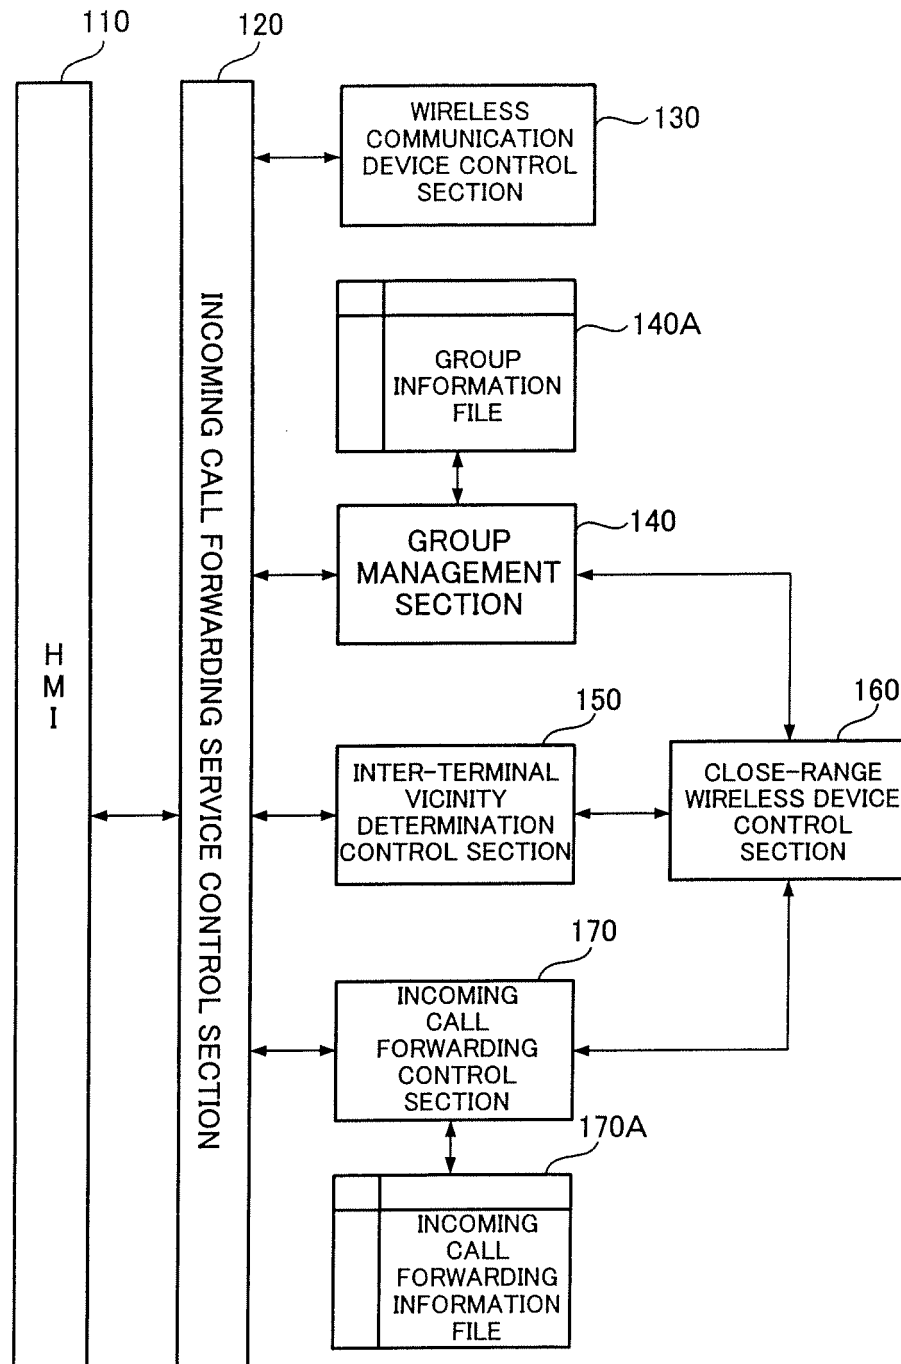 110
120
WIRELESS
COMMUNICATION
DEVICE CONTROL
SECTION
130
140A
GROUP
INFORMATION
FILE
140
GROUP
MANAGEMENT
SECTION
HMI
INCOMING CALL FORWARDING SERVICE CONTROL SECTION
150
160
INTER-TERMINAL
VICINITY
DETERMINATION
CONTROL SECTION
CLOSE-RANGE
WIRELESS DEVICE
CONTROL
SECTION
170
INCOMING
CALL
FORWARDING
CONTROL
SECTION
170A
INCOMING
CALL
FORWARDING
INFORMATION
FILE